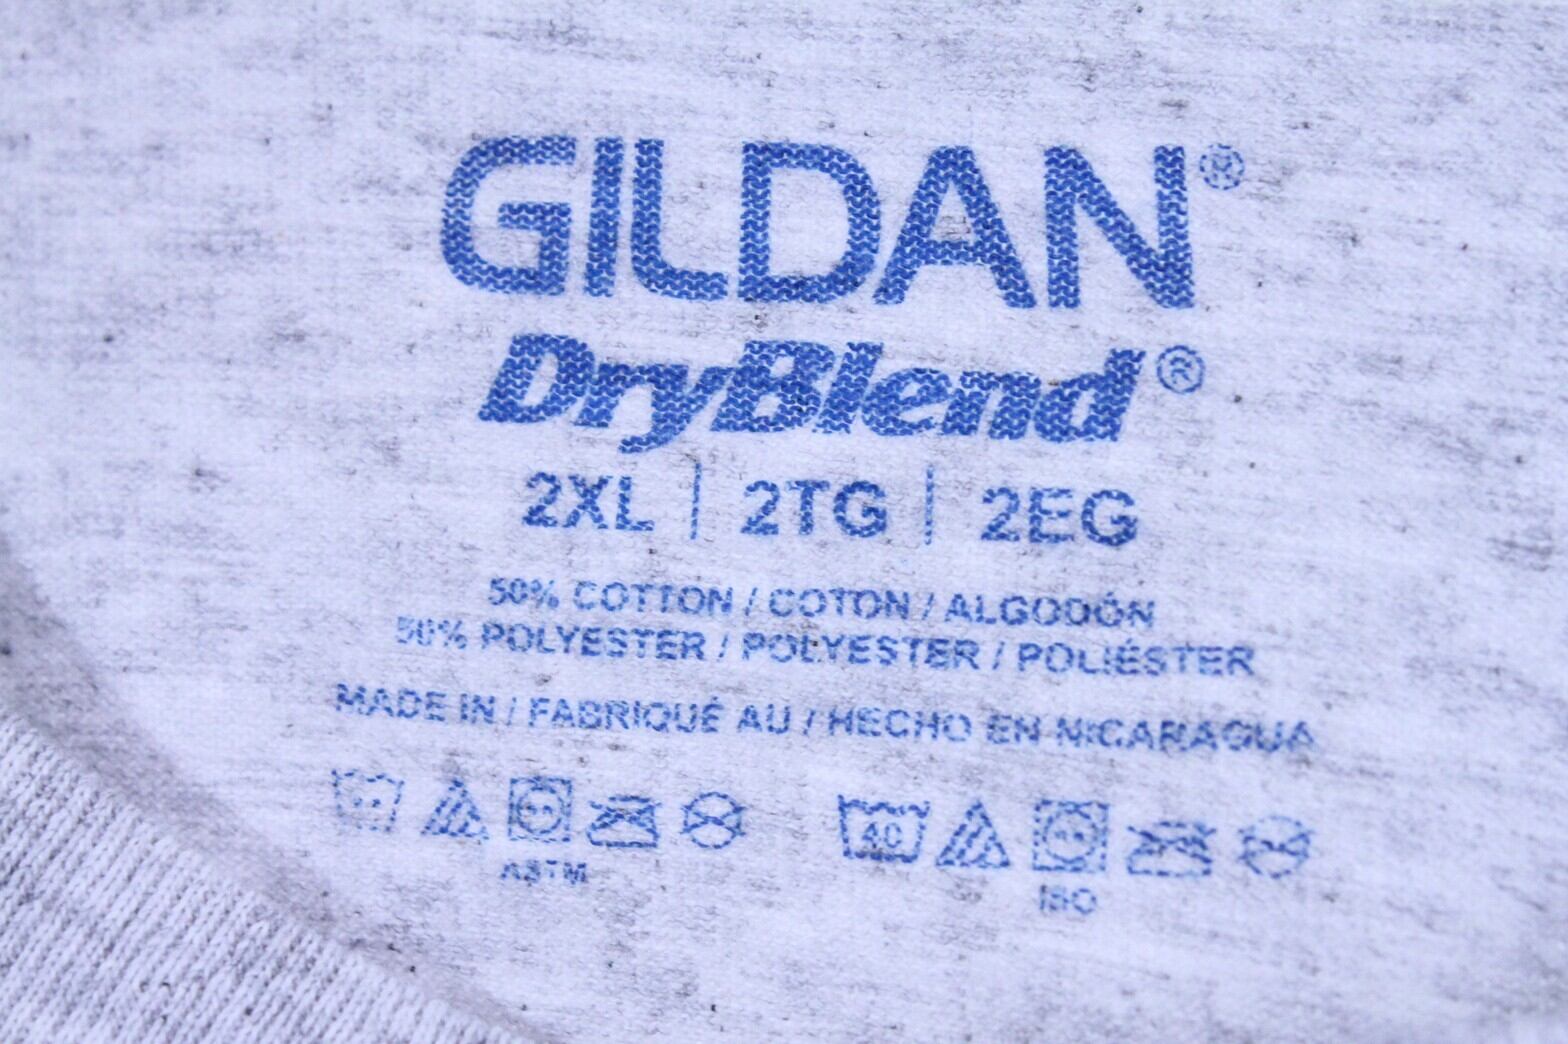 GILDAN®
DryBlend®
2XL | 2TG | 2EG
50% COTTON / COTON / ALGODÓN
50% POLYESTER / POLYESTER / POLIÉSTER
MADE IN / FABRIQUÉ AU / HECHO EN NICARAGUA
40
ASTM
ISO